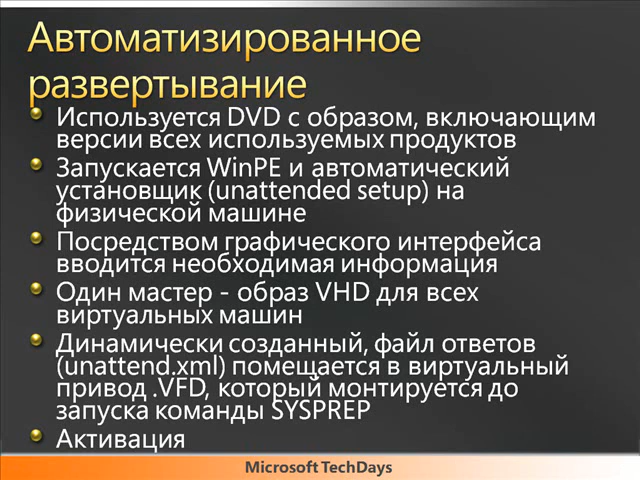 Автоматизированное
развертывание
Используется DVD с образом, включающим
версии всех используемых продуктов
Запускается WinPE и автоматический
установщик (unattended setup) на
физической машине
Посредством графического интерфейса
вводится необходимая информация
Один мастер - образ VHD для всех
виртуальных машин
Динамически созданный, файл ответов
(unattend.xml) помещается в виртуальный
привод .VFD, который монтируется до
запуска команды SYSPREP
Активация
Microsoft TechDays